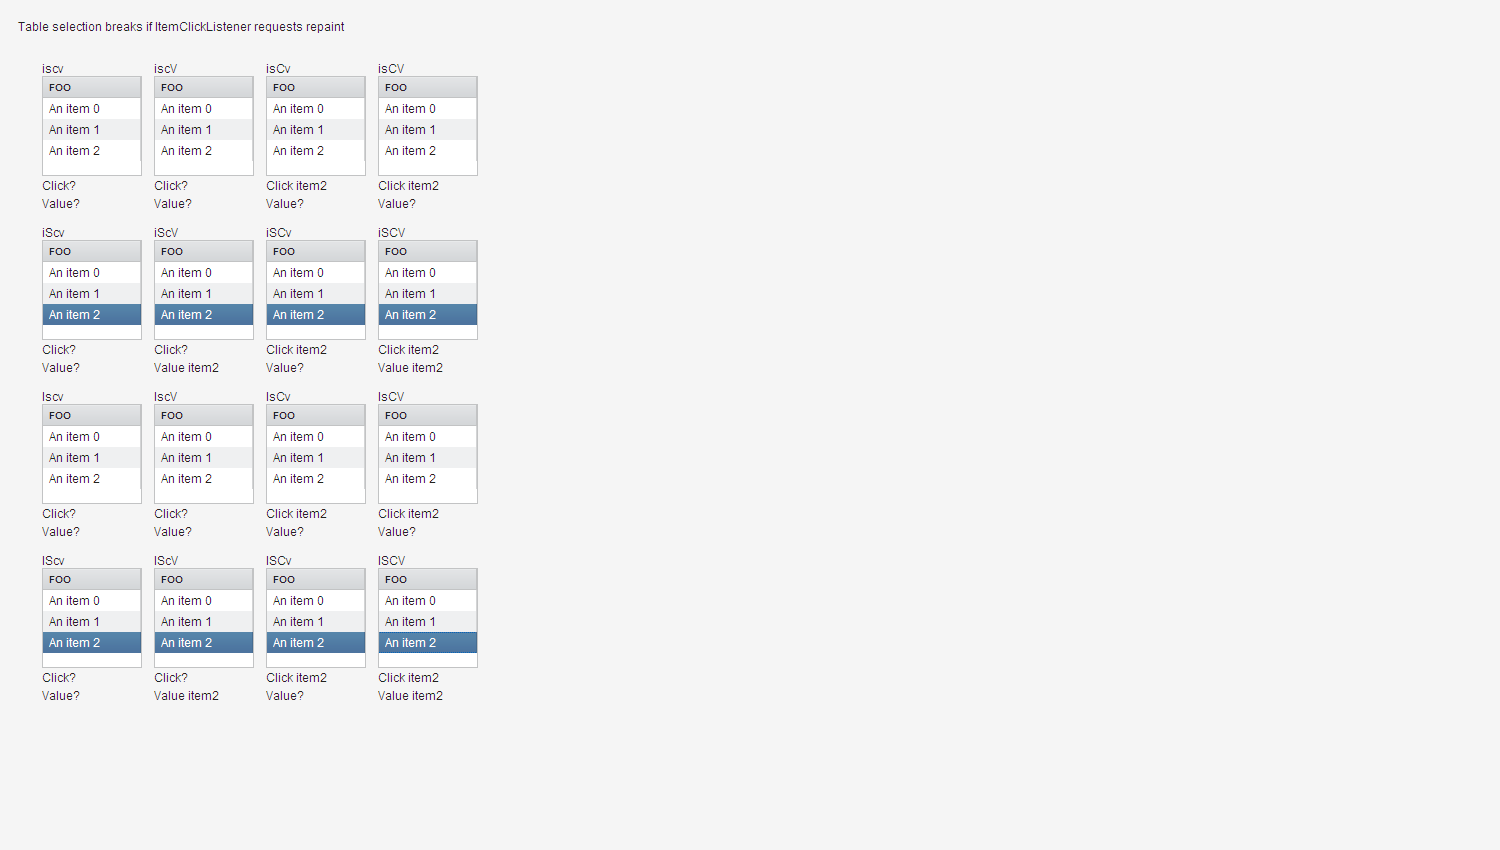 Table selection breaks if ItemClickListener requests repaint
iscv iscV isCv isCV
FOO FOO FOO FOO
An item 0 An item 0 An item 0 An item 0
An item 1 An item 1 An item 1 An item 1
An item 2 An item 2 An item 2 An item 2
Click? Click? Click item2 Click item2
Value? Value? Value? Value?
iScv iScV iSCv iSCV
FOO FOO FOO FOO
An item 0 An item 0 An item 0 An item 0
An item 1 An item 1 An item 1 An item 1
An item 2 An item 2 An item 2 An item 2
Click? Click? Click item2 Click item2
Value? Value item2 Value? Value item2
Iscv IscV IsCv IsCV
FOO FOO FOO FOO
An item 0 An item 0 An item 0 An item 0
An item 1 An item 1 An item 1 An item 1
An item 2 An item 2 An item 2 An item 2
Click? Click? Click item2 Click item2
Value? Value? Value? Value?
IScv IScV ISCv ISCV
FOO FOO FOO FOO
An item 0 An item 0 An item 0 An item 0
An item 1 An item 1 An item 1 An item 1
An item 2 An item 2 An item 2 An item 2
Click? Click? Click item2 Click item2
Value? Value item2 Value? Value item2